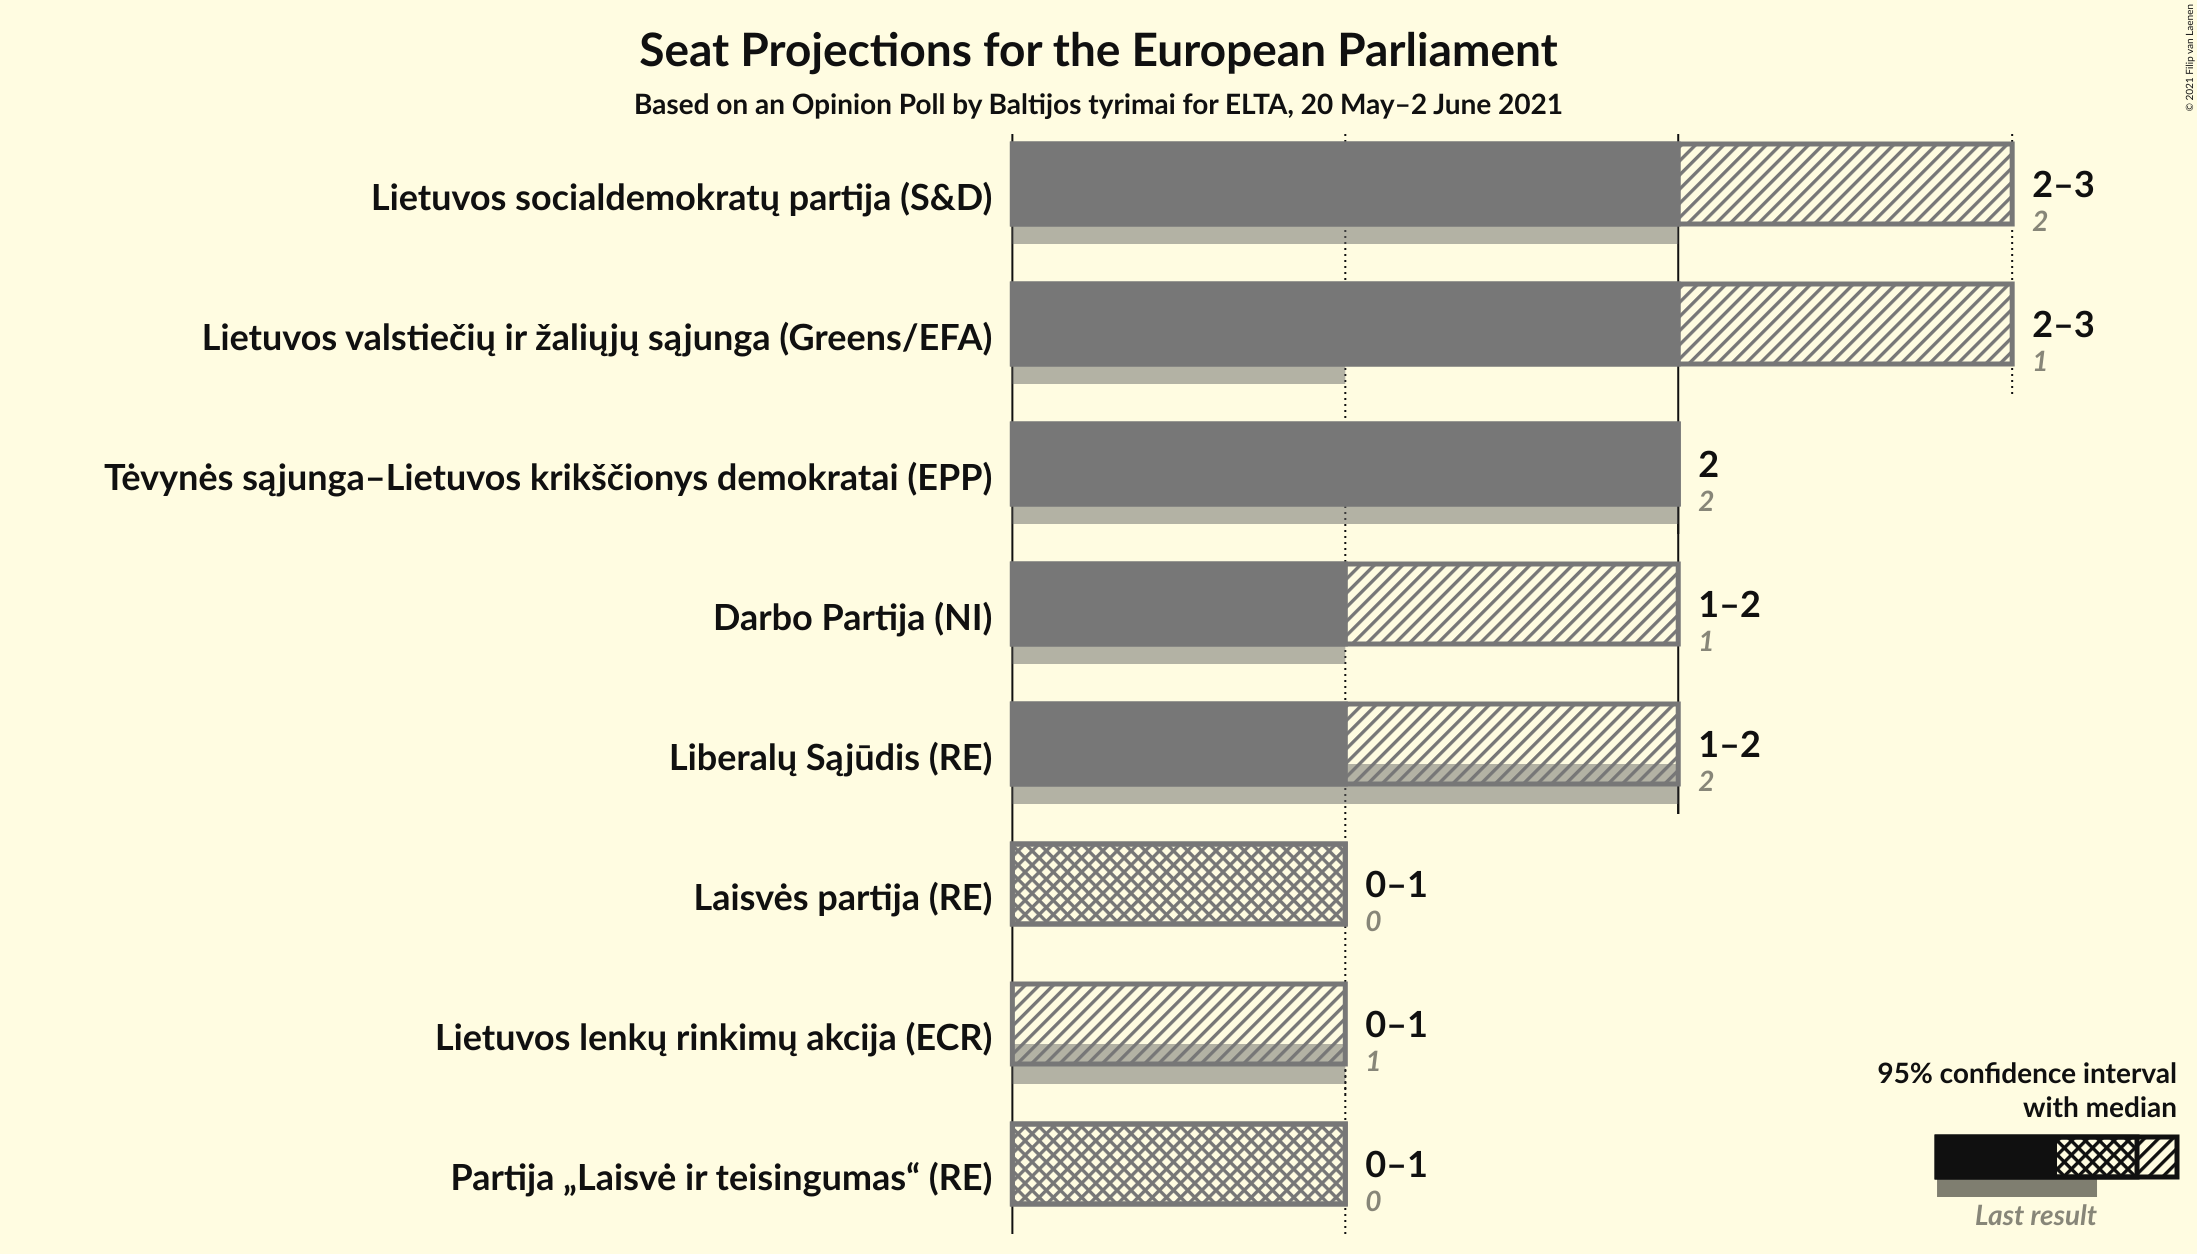 Seat Projections for the European Parliament
Based on an Opinion Poll by Baltijos tyrimai for ELTA, 20 May–2 June 2021
© 2021 Filip van Laenen
Lietuvos socialdemokratų partija (S&D)
2–3
2
Lietuvos valstiečių ir žaliųjų sąjunga (Greens/EFA)
2–3
1
Tėvynės sąjunga–Lietuvos krikščionys demokratai (EPP)
2
2
Darbo Partija (NI)
1–2
1
Liberalų Sąjūdis (RE)
1–2
2
Laisvės partija (RE)
0–1
0
Lietuvos lenkų rinkimų akcija (ECR)
0–1
1
Partija „Laisvė ir teisingumas“ (RE)
0–1
0
95% confidence interval
with median
Last result